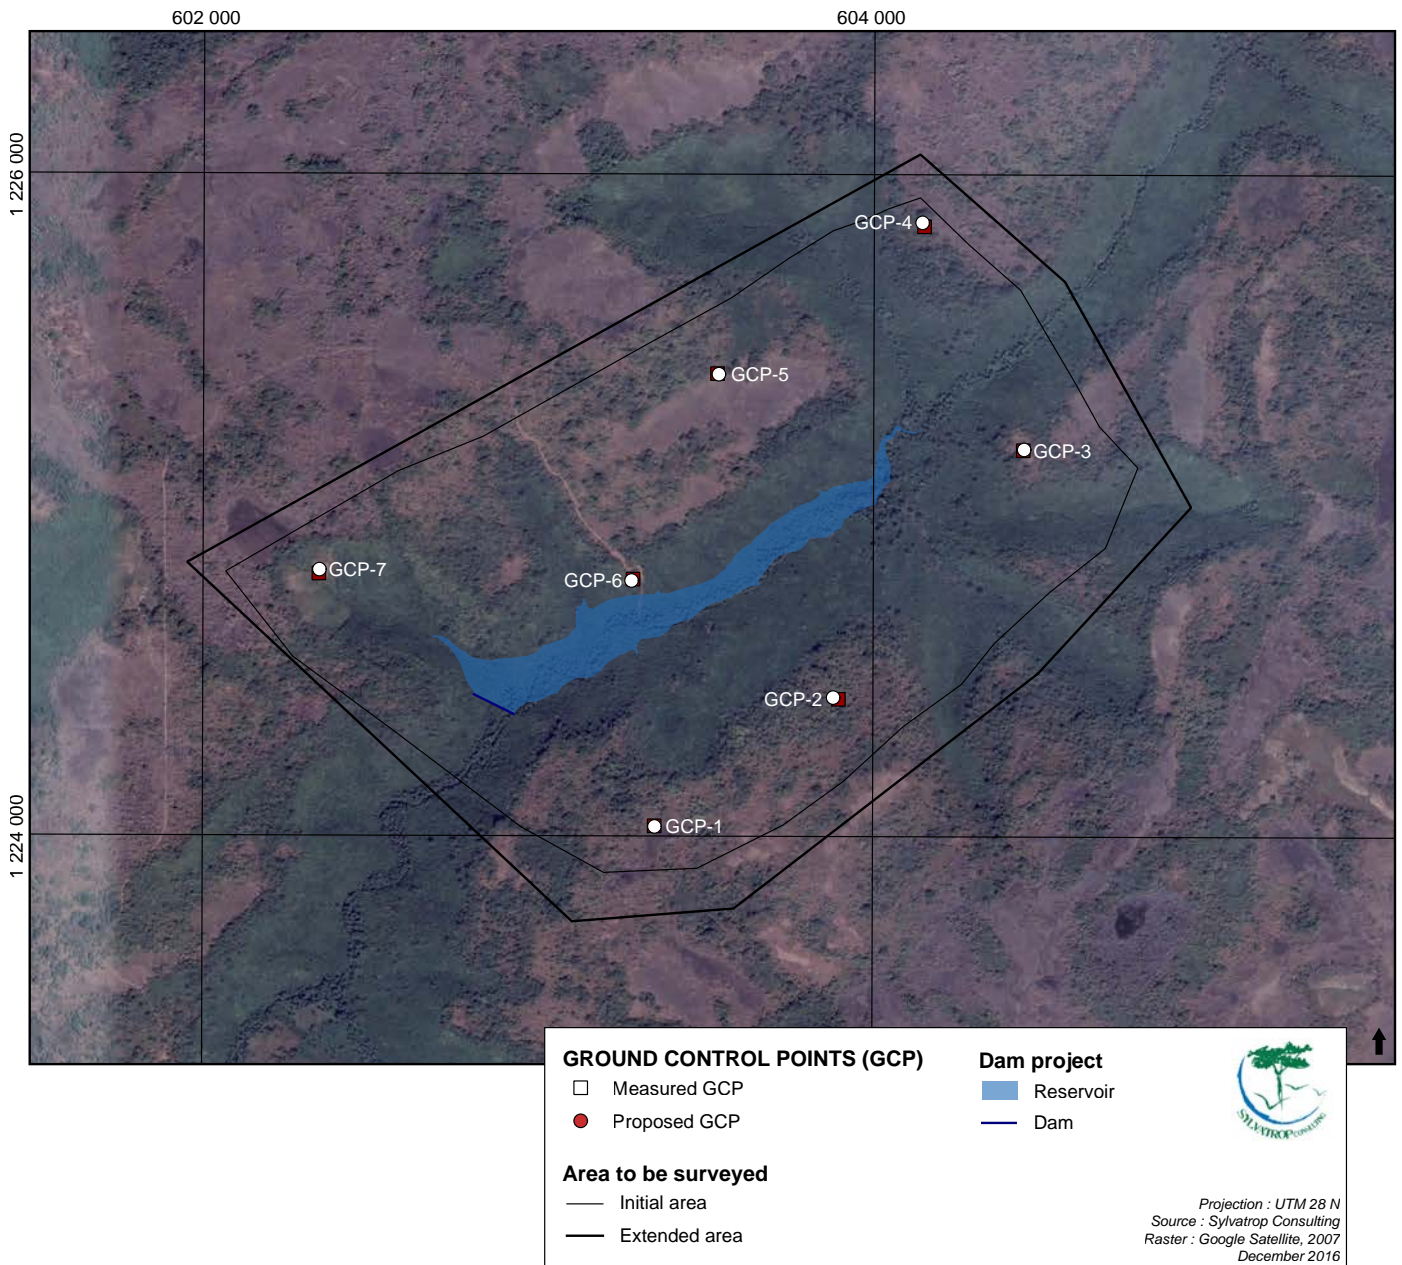 602 000
604 000
1 226 000
1 224 000
GCP-4
GCP-5
GCP-3
GCP-7
GCP-6
GCP-2
GCP-1
GROUND CONTROL POINTS (GCP)
Measured GCP
Proposed GCP
Area to be surveyed
Initial area
Extended area
Dam project
Reservoir
Dam
SYLVATROP CONSULTING
Projection : UTM 28 N
Source : Sylvatrop Consulting
Raster : Google Satellite, 2007
December 2016